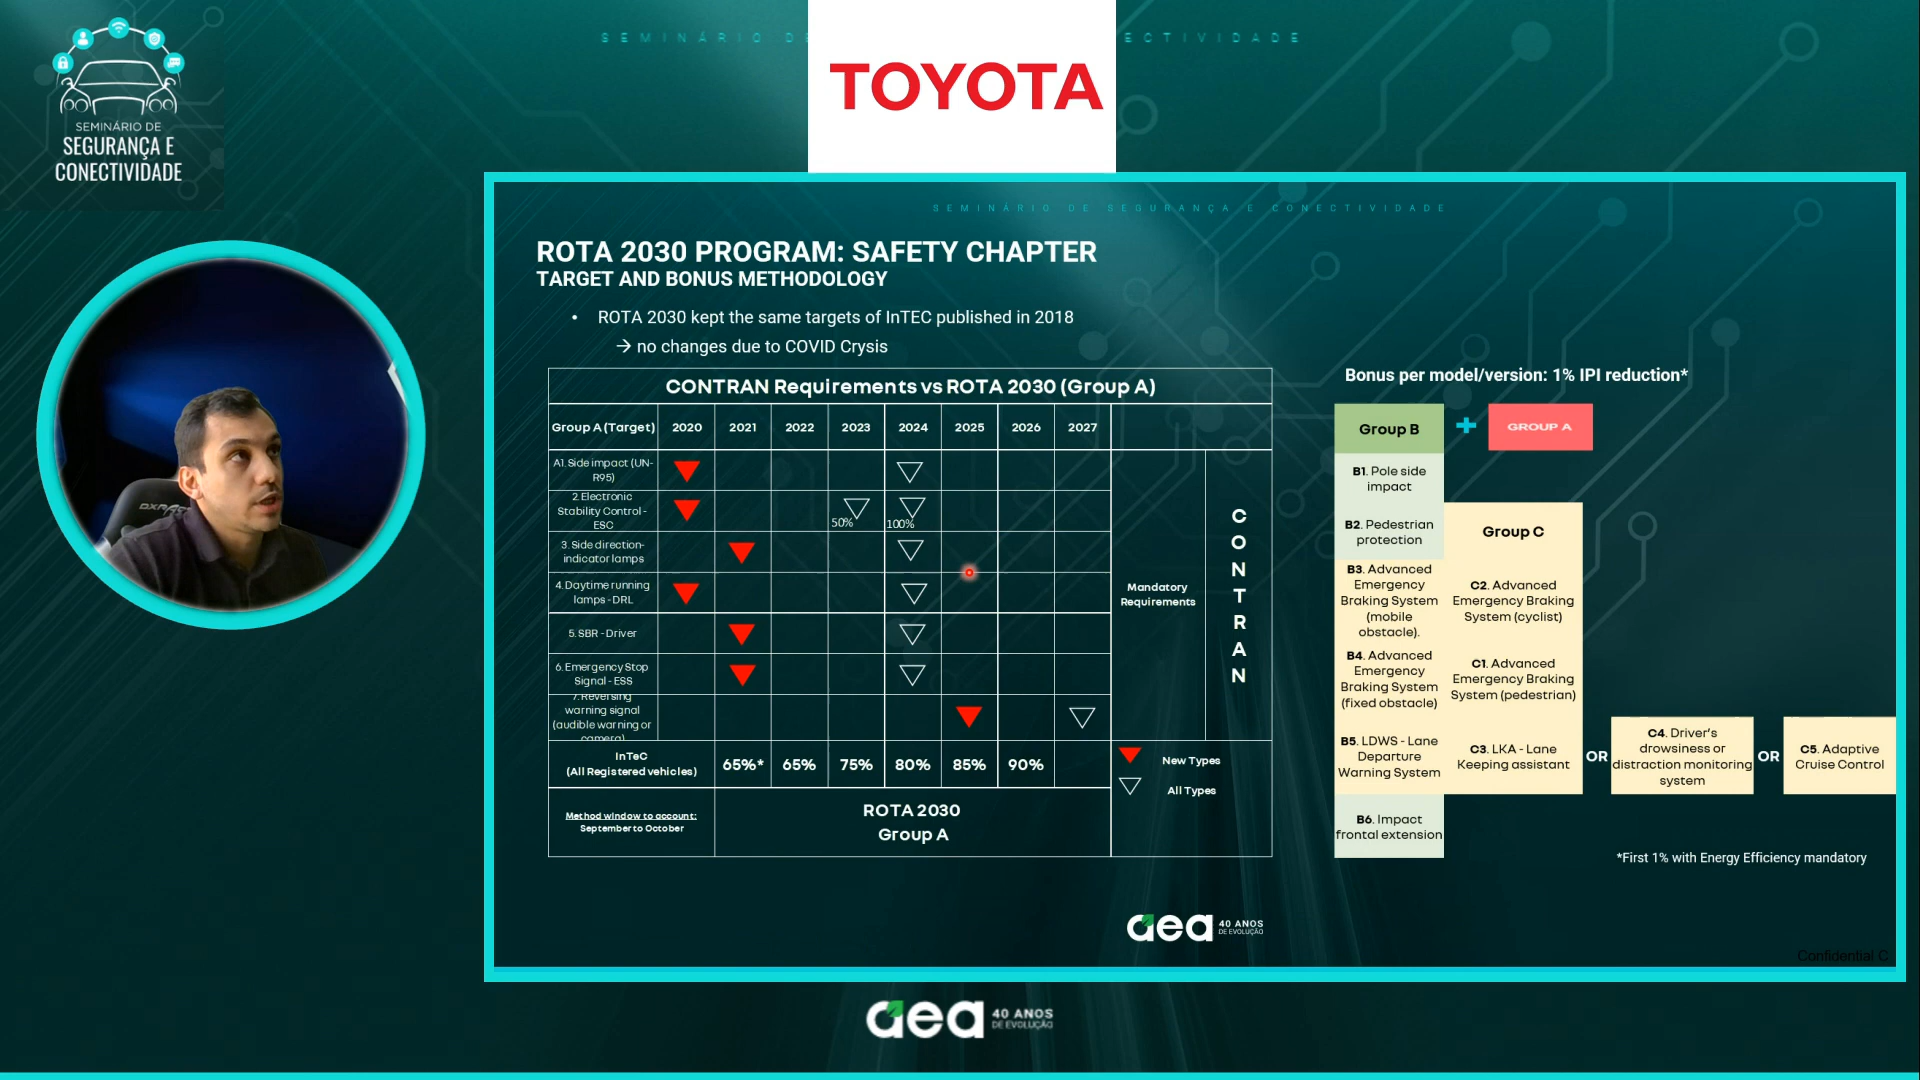 SEMINÁRIO DE
SEGURANÇA E
CONECTIVIDADE
SEMINÁRIO D
ECTIVIDADE
TOYOTA
SEMINÁRIO DE SEGURANÇA E CONECTIVIDADE
ROTA 2030 PROGRAM: SAFETY CHAPTER
TARGET AND BONUS METHODOLOGY
• ROTA 2030 kept the same targets of InTEC published in 2018
→ no changes due to COVID Crysis
CONTRAN Requirements vs ROTA 2030 (Group A)
Group A (Target) 2020 2021 2022 2023 2024 2025 2026 2027
A1. Side impact (UN-
R95)
2. Electronic
Stability Control -
ESC
50% 100%
3. Side direction-
indicator lamps
4. Daytime running
lamps - DRL
5. SBR - Driver
6. Emergency Stop
Signal - ESS
7. Reversing
warning signal
(audible warning or
camera)
Mandatory
Requirements
CONTRAN
InTeC
(All Registered vehicles)
65%* 65% 75% 80% 85% 90%
New Types
All Types
Method window to account:
September to October
ROTA 2030
Group A
Bonus per model/version: 1% IPI reduction*
Group B + GROUP A
B1. Pole side
impact
B2. Pedestrian
protection
B3. Advanced
Emergency
Braking System
(mobile
obstacle).
B4. Advanced
Emergency
Braking System
(fixed obstacle)
B5. LDWS - Lane
Departure
Warning System
B6. Impact
frontal extension
Group C
C2. Advanced
Emergency Braking
System (cyclist)
C1. Advanced
Emergency Braking
System (pedestrian)
C3. LKA - Lane
Keeping assistant
OR
C4. Driver's
drowsiness or
distraction monitoring
system
OR
C5. Adaptive
Cruise Control
*First 1% with Energy Efficiency mandatory
aea 40 ANOS
DE EVOLUÇÃO
Confidential C
aea 40 ANOS
DE EVOLUÇÃO